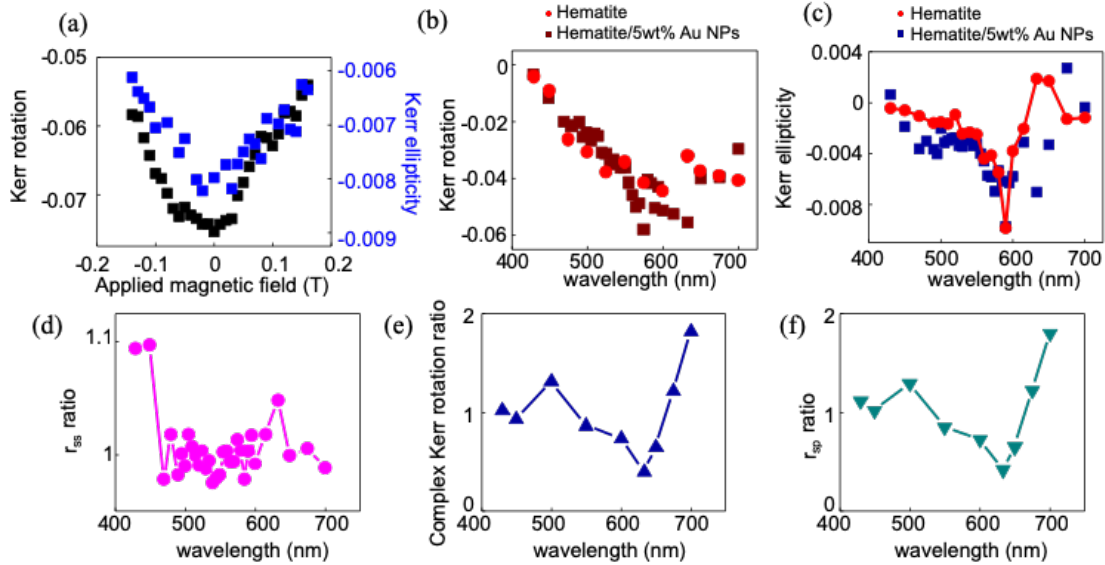 (a)
Kerr rotation
-0.05
-0.06
-0.07
-0.006
-0.007
-0.008
-0.009
Kerr ellipticity
-0.2 -0.1 0 0.1 0.2
Applied magnetic field (T)
(b)
Hematite
Hematite/5wt% Au NPs
Kerr rotation
0
-0.02
-0.04
-0.06
400 500 600 700
wavelength (nm)
(c)
Hematite
Hematite/5wt% Au NPs
Kerr ellipticity
0.004
0
-0.004
-0.008
400 500 600 700
wavelength (nm)
(d)
rss ratio
1.1
1
400 500 600 700
wavelength (nm)
(e)
Complex Kerr rotation ratio
2
1
0
400 500 600 700
wavelength (nm)
(f)
rsp ratio
2
1
0
400 500 600 700
wavelength (nm)